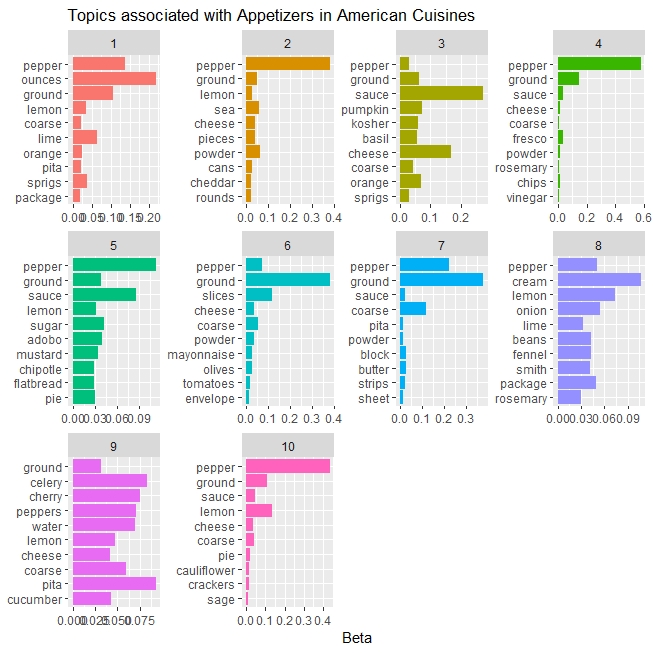 Topics associated with Appetizers in American Cuisines
1
pepper
ounces
ground
lemon
coarse
lime
orange
pita
sprigs
package
0.00 0.05 0.10 0.15 0.20
2
pepper
ground
lemon
sea
cheese
pieces
powder
cans
cheddar
rounds
0.0 0.1 0.2 0.3 0.4
3
pepper
ground
sauce
pumpkin
kosher
basil
cheese
coarse
orange
sprigs
0.0 0.1 0.2
4
pepper
ground
sauce
cheese
coarse
fresco
powder
rosemary
chips
vinegar
0.0 0.2 0.4 0.6
5
pepper
ground
sauce
lemon
sugar
adobo
mustard
chipotle
flatbread
pie
0.00 0.03 0.06 0.09
6
pepper
ground
slices
cheese
coarse
powder
mayonnaise
olives
tomatoes
envelope
0.0 0.1 0.2 0.3 0.4
7
pepper
ground
sauce
coarse
pita
powder
block
butter
strips
sheet
0.0 0.1 0.2 0.3
8
pepper
cream
lemon
onion
lime
beans
fennel
smith
package
rosemary
0.00 0.03 0.06 0.09
9
ground
celery
cherry
peppers
water
lemon
cheese
coarse
pita
cucumber
0.000 0.025 0.050 0.075
10
pepper
ground
sauce
lemon
cheese
coarse
pie
cauliflower
crackers
sage
0.0 0.1 0.2 0.3 0.4
Beta